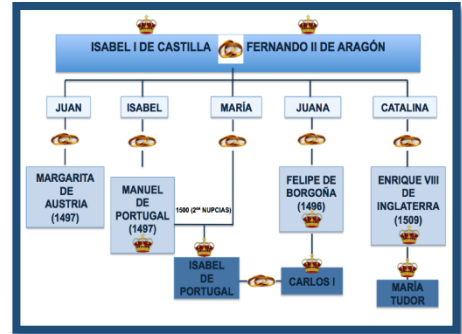 ISABEL I DE CASTILLA FERNANDO II DE ARAGÓN
JUAN
ISABEL
MARÍA
JUANA
CATALINA
MARGARITA
DE
AUSTRIA
(1497)
MANUEL
DE
PORTUGAL
(1497)
1500 (2ᵃˢ NUPCIAS)
FELIPE DE
BORGOÑA
(1496)
ENRIQUE VIII
DE
INGLATERRA
(1509)
ISABEL
DE
PORTUGAL
CARLOS I
MARÍA
TUDOR